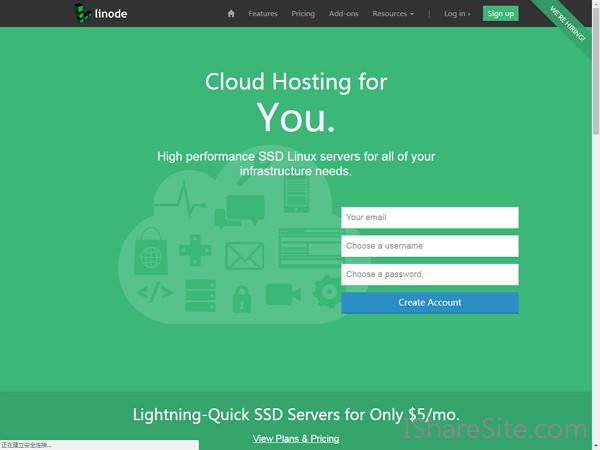 linode
Features Pricing Add-ons Resources | Log in › Sign up
WE'RE HIRING!
Cloud Hosting for
You.
High performance SSD Linux servers for all of your
infrastructure needs.
Your email
Choose a username
Choose a password
Create Account
</>
Lightning-Quick SSD Servers for Only $5/mo.
View Plans & Pricing
IShareSite.com
正在建立安全连接...